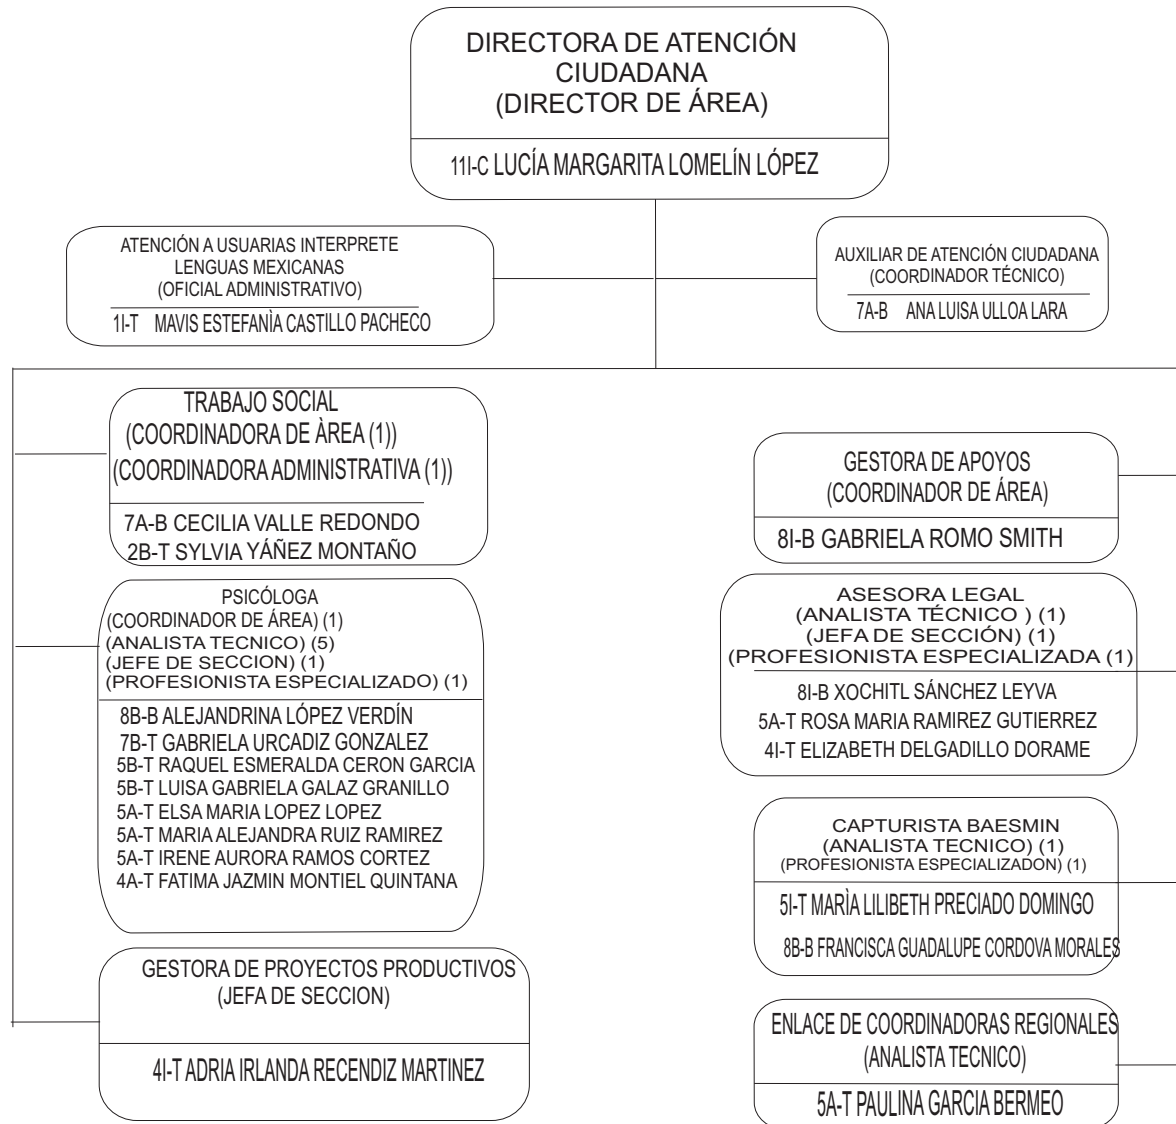 DIRECTORA DE ATENCIÓN
CIUDADANA
(DIRECTOR DE ÁREA)
11I-C LUCÍA MARGARITA LOMELÍN LÓPEZ
ATENCIÓN A USUARIAS INTERPRETE
LENGUAS MEXICANAS
(OFICIAL ADMINISTRATIVO)
1I-T MAVIS ESTEFANÌA CASTILLO PACHECO
AUXILIAR DE ATENCIÓN CIUDADANA
(COORDINADOR TÉCNICO)
7A-B ANA LUISA ULLOA LARA
TRABAJO SOCIAL
(COORDINADORA DE ÀREA (1))
(COORDINADORA ADMINISTRATIVA (1))
7A-B CECILIA VALLE REDONDO
2B-T SYLVIA YÁÑEZ MONTAÑO
PSICÓLOGA
(COORDINADOR DE ÁREA) (1)
(ANALISTA TECNICO) (5)
(JEFE DE SECCION) (1)
(PROFESIONISTA ESPECIALIZADO) (1)
8B-B ALEJANDRINA LÓPEZ VERDÍN
7B-T GABRIELA URCADIZ GONZALEZ
5B-T RAQUEL ESMERALDA CERON GARCIA
5B-T LUISA GABRIELA GALAZ GRANILLO
5A-T ELSA MARIA LOPEZ LOPEZ
5A-T MARIA ALEJANDRA RUIZ RAMIREZ
5A-T IRENE AURORA RAMOS CORTEZ
4A-T FATIMA JAZMIN MONTIEL QUINTANA
GESTORA DE PROYECTOS PRODUCTIVOS
(JEFA DE SECCION)
4I-T ADRIA IRLANDA RECENDIZ MARTINEZ
GESTORA DE APOYOS
(COORDINADOR DE ÁREA)
8I-B GABRIELA ROMO SMITH
ASESORA LEGAL
(ANALISTA TÉCNICO ) (1)
(JEFA DE SECCIÓN) (1)
(PROFESIONISTA ESPECIALIZADA (1)
8I-B XOCHITL SÁNCHEZ LEYVA
5A-T ROSA MARIA RAMIREZ GUTIERREZ
4I-T ELIZABETH DELGADILLO DORAME
CAPTURISTA BAESMIN
(ANALISTA TECNICO) (1)
(PROFESIONISTA ESPECIALIZADON) (1)
5I-T MARÌA LILIBETH PRECIADO DOMINGO
8B-B FRANCISCA GUADALUPE CORDOVA MORALES
ENLACE DE COORDINADORAS REGIONALES
(ANALISTA TECNICO)
5A-T PAULINA GARCIA BERMEO